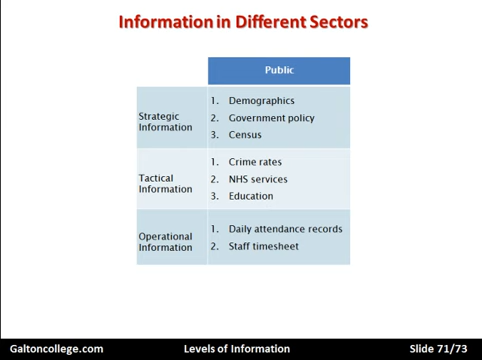 Information in Different Sectors
Public
Strategic
Information
1. Demographics
2. Government policy
3. Census
Tactical
Information
1. Crime rates
2. NHS services
3. Education
Operational
Information
1. Daily attendance records
2. Staff timesheet
Galtoncollege.com Levels of Information Slide 71/73